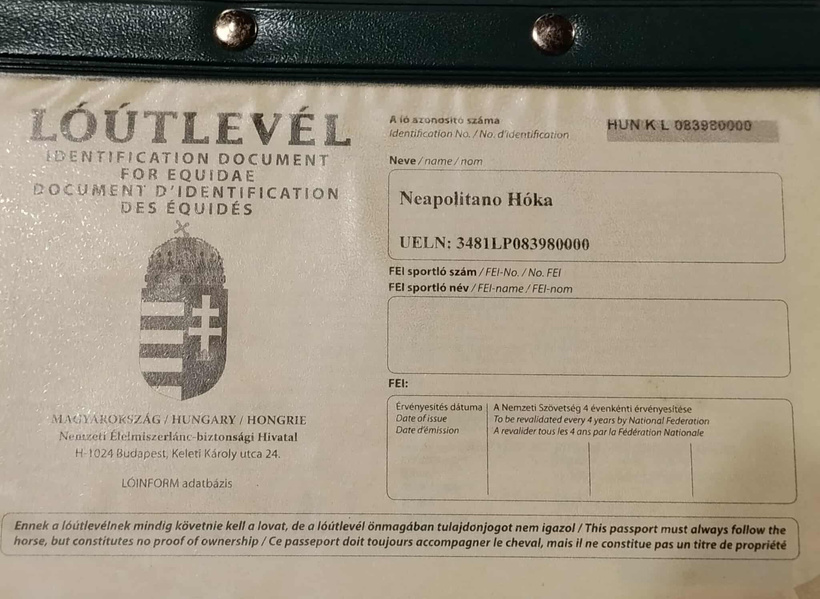 LÓÚTLEVÉL
IDENTIFICATION DOCUMENT
FOR EQUIDAE
DOCUMENT D'IDENTIFICATION
DES ÉQUIDÉS
MAGYARORSZÁG / HUNGARY / HONGRIE
Nemzeti Élelmiszerlánc-biztonsági Hivatal
H-1024 Budapest, Keleti Károly utca 24.
LÓINFORM adatbázis
A ló azonosító száma
Identification No. / No. d'identification
HUN K L 083980000
Neve / name / nom
Neapolitano Hóka
UELN: 3481LP083980000
FEI sportló szám / FEI-No. / No. FEI
FEI sportló név / FEI-name / FEI-nom
FEI:
Érvényesítés dátuma
Date of issue
Date d'émission
A Nemzeti Szövetség 4 évenkénti érvényesítése
To be revalidated every 4 years by National Federation
A revalider tous les 4 ans par la Fédération Nationale
Ennek a lóútlevélnek mindig követnie kell a lovat, de a lóútlevél önmagában tulajdonjogot nem igazol / This passport must always follow the
horse, but constitutes no proof of ownership / Ce passeport doit toujours accompagner le cheval, mais il ne constitue pas un titre de propriété